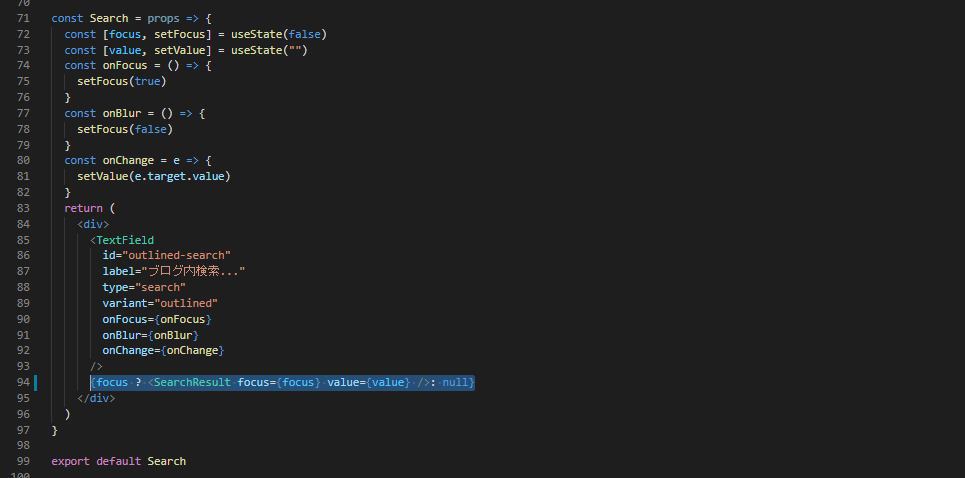 70
71 const Search = props => {
72 const [focus, setFocus] = useState(false)
73 const [value, setValue] = useState("")
74 const onFocus = () => {
75 setFocus(true)
76 }
77 const onBlur = () => {
78 setFocus(false)
79 }
80 const onChange = e => {
81 setValue(e.target.value)
82 }
83 return (
84 <div>
85 <TextField
86 id="outlined-search"
87 label="ブログ内検索..."
88 type="search"
89 variant="outlined"
90 onFocus={onFocus}
91 onBlur={onBlur}
92 onChange={onChange}
93 />
94 {focus ? <SearchResult focus={focus} value={value} />: null}
95 </div>
96 )
97 }
98
99 export default Search
100